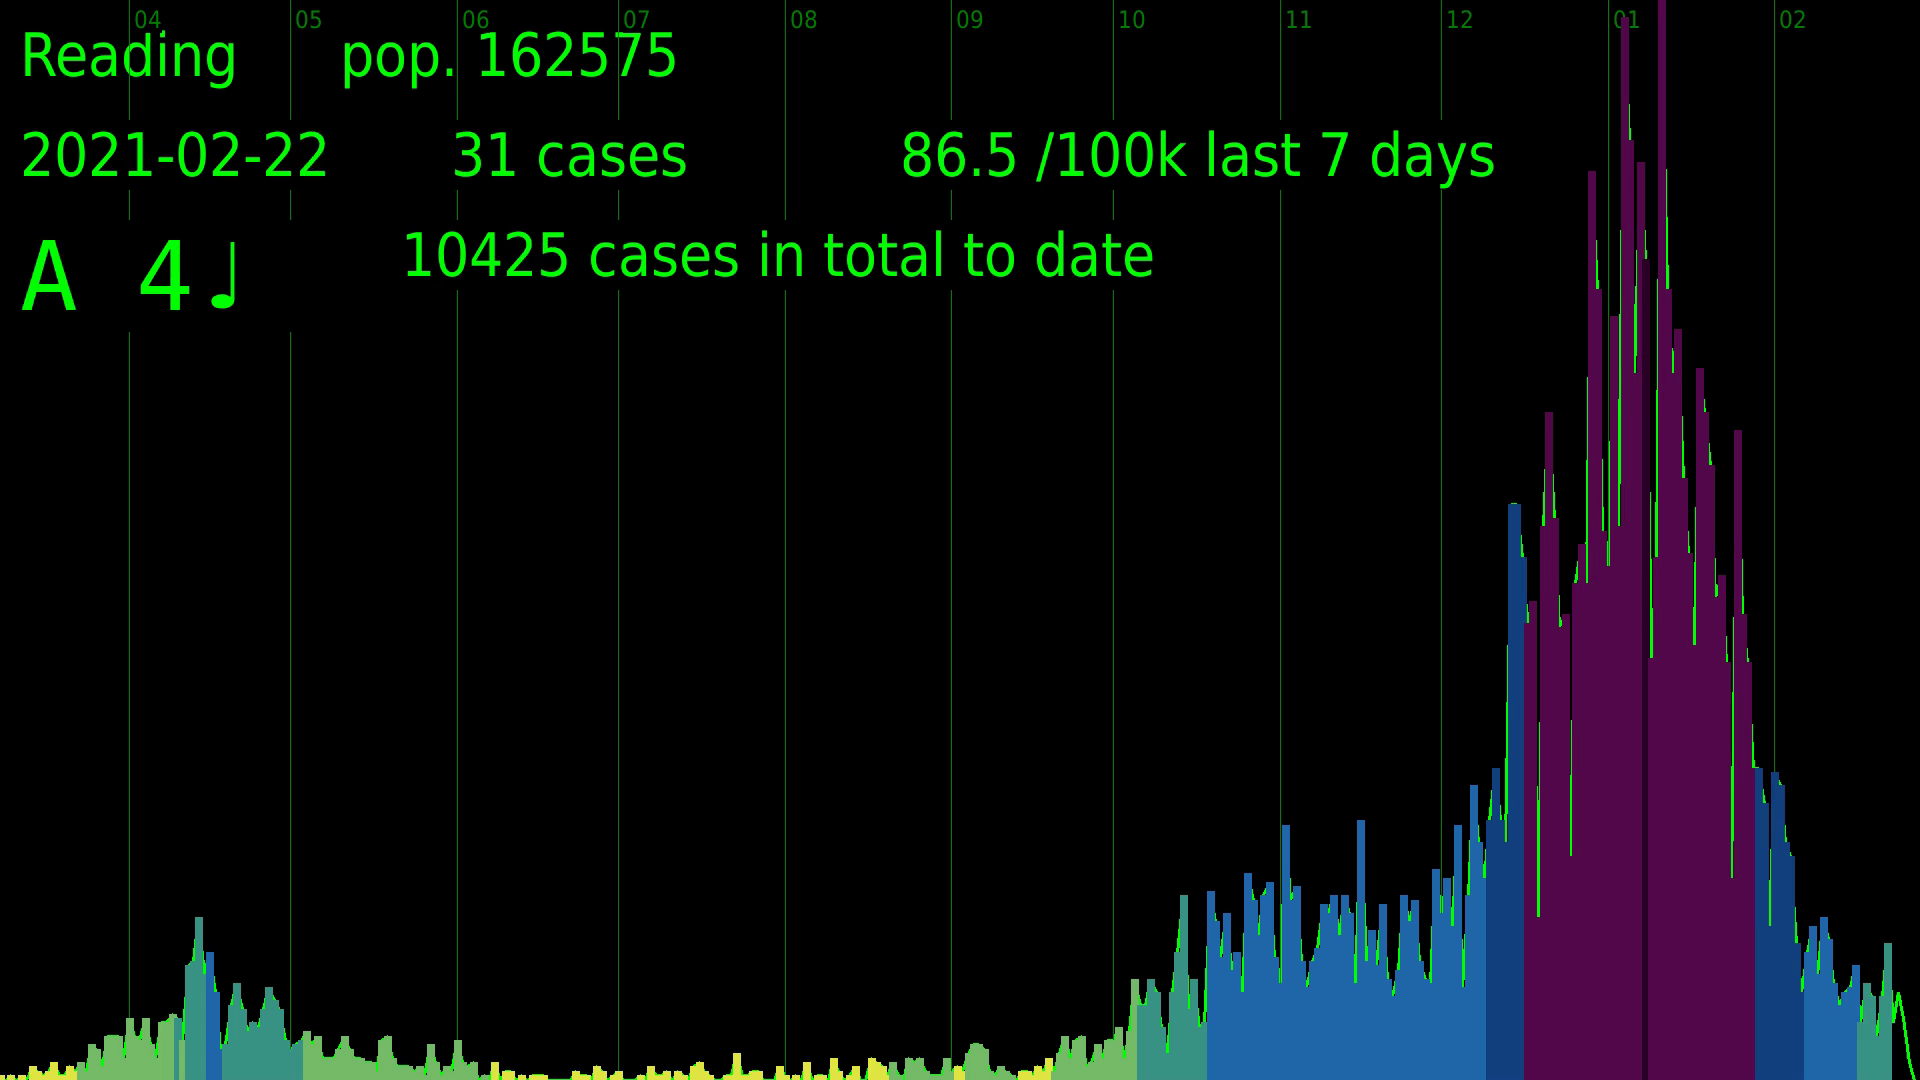 04 05 06 07 08 09 10 11 12 01 02
Reading pop. 162575
2021-02-22 31 cases 86.5 /100k last 7 days
A 4♩ 10425 cases in total to date